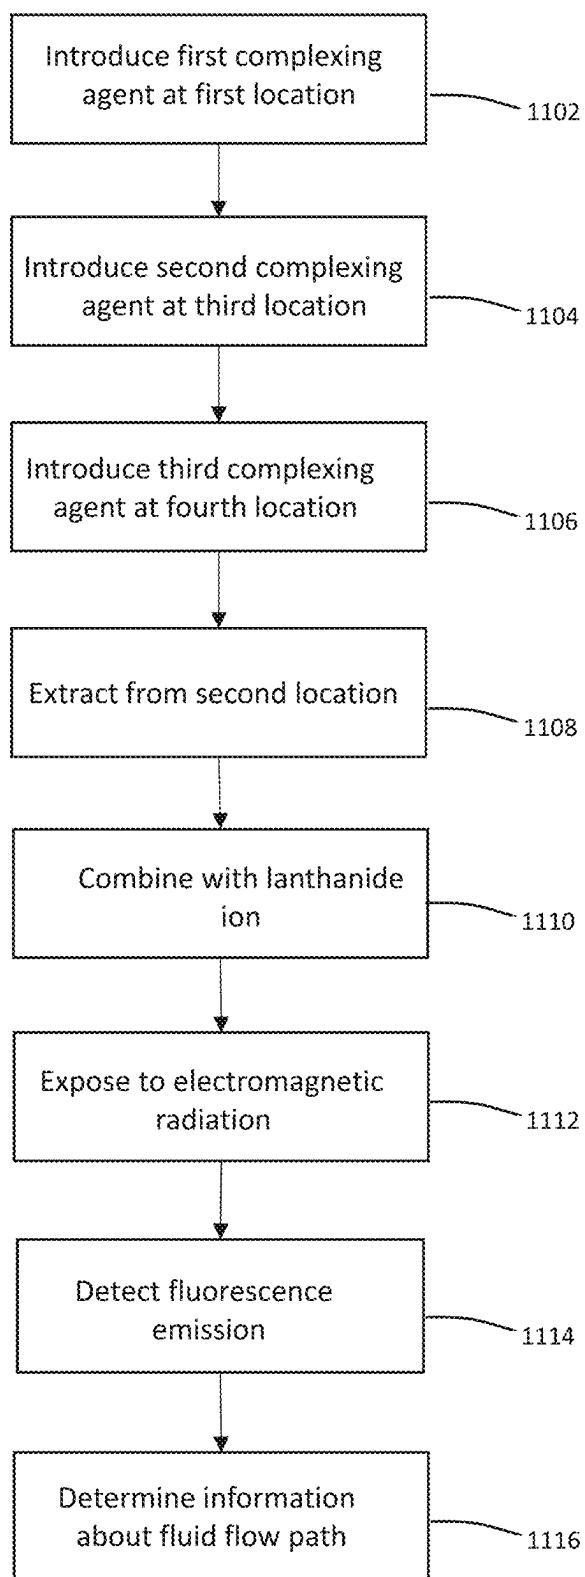 Introduce first complexing
agent at first location
1102
Introduce second complexing
agent at third location
1104
Introduce third complexing
agent at fourth location
1106
Extract from second location
1108
Combine with lanthanide
ion
1110
Expose to electromagnetic
radiation
1112
Detect fluorescence
emission
1114
Determine information
about fluid flow path
1116